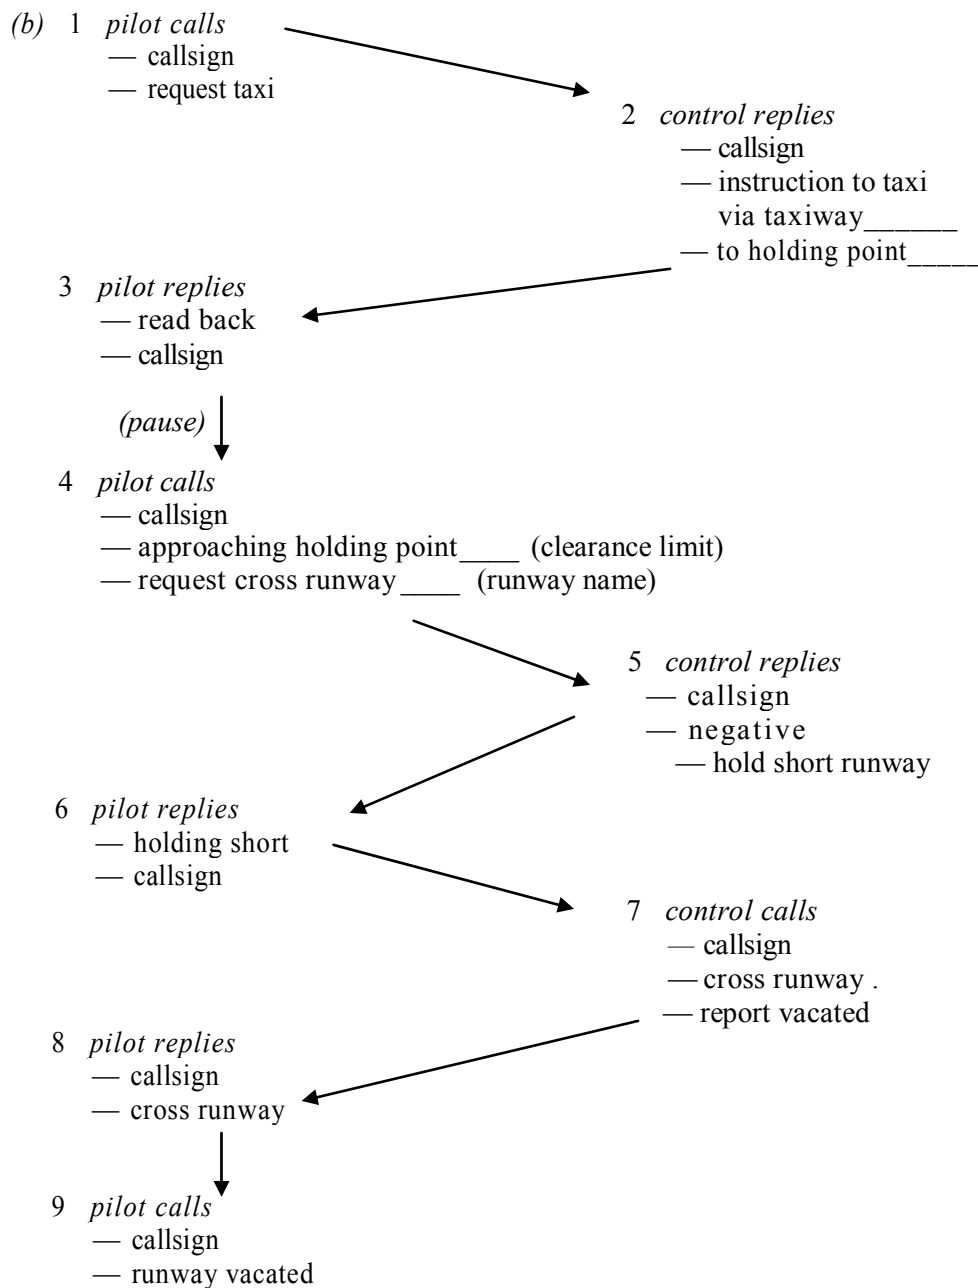 (b) 1 pilot calls
— callsign
— request taxi
2 control replies
— callsign
— instruction to taxi
via taxiway______
— to holding point_____
3 pilot replies
— read back
— callsign
(pause)
4 pilot calls
— callsign
— approaching holding point____ (clearance limit)
— request cross runway____ (runway name)
5 control replies
— callsign
— negative
— hold short runway
6 pilot replies
— holding short
— callsign
7 control calls
— callsign
— cross runway .
— report vacated
8 pilot replies
— callsign
— cross runway
9 pilot calls
— callsign
— runway vacated